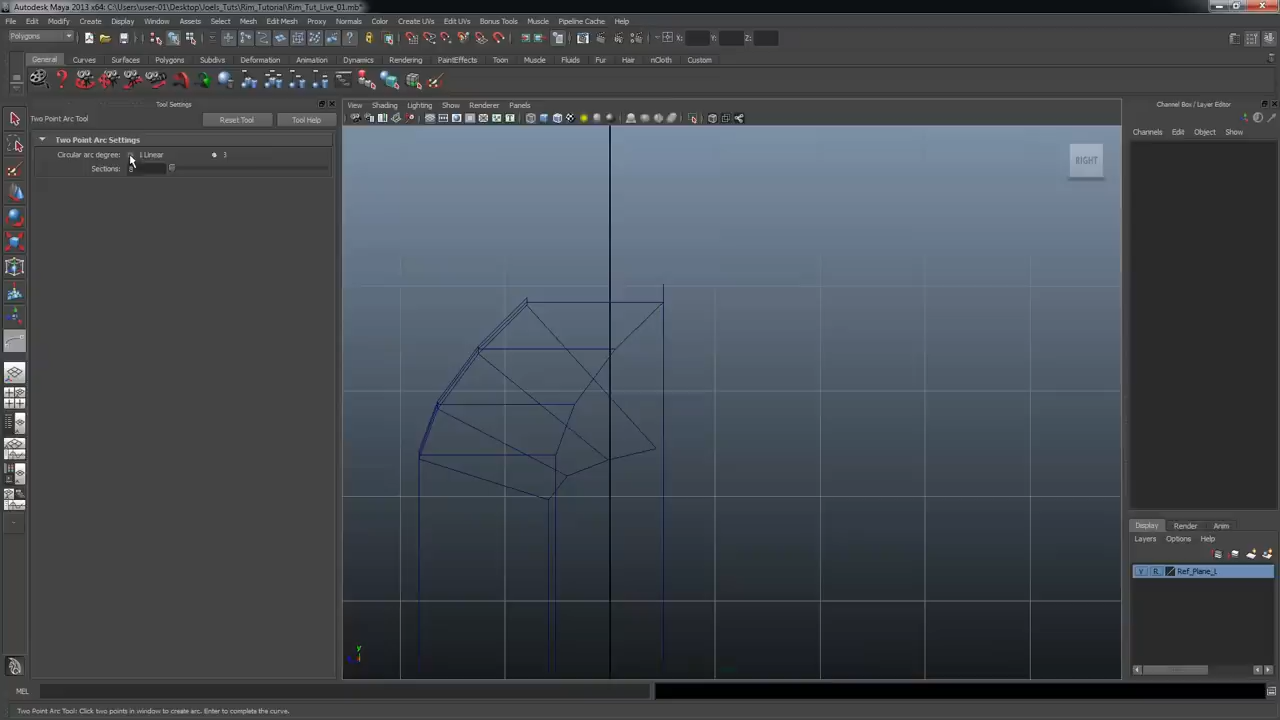 Autodesk Maya 2013 x64: C:\Users\user-01\Desktop\Joels_Tuts\Rim_Tutorial\Rim_Tut_Live_01.mb*
File Edit Modify Create Display Window Assets Select Mesh Edit Mesh Proxy Normals Color Create UVs Edit UVs Bonus Tools Muscle Pipeline Cache Help
Polygons X: Y: Z:
General Curves Surfaces Polygons Subdivs Deformation Animation Dynamics Rendering PaintEffects Toon Muscle Fluids Fur Hair nCloth Custom
Tool Settings
Two Point Arc Tool Reset Tool Tool Help
Two Point Arc Settings
Circular arc degree: 1 Linear 3
Sections: 8
View Shading Lighting Show Renderer Panels
RIGHT
y
Channel Box / Layer Editor
Channels Edit Object Show
Display Render Anim
Layers Options Help
V R Ref_Plane_L
MEL
Two Point Arc Tool: Click two points in window to create arc. Enter to complete the curve.